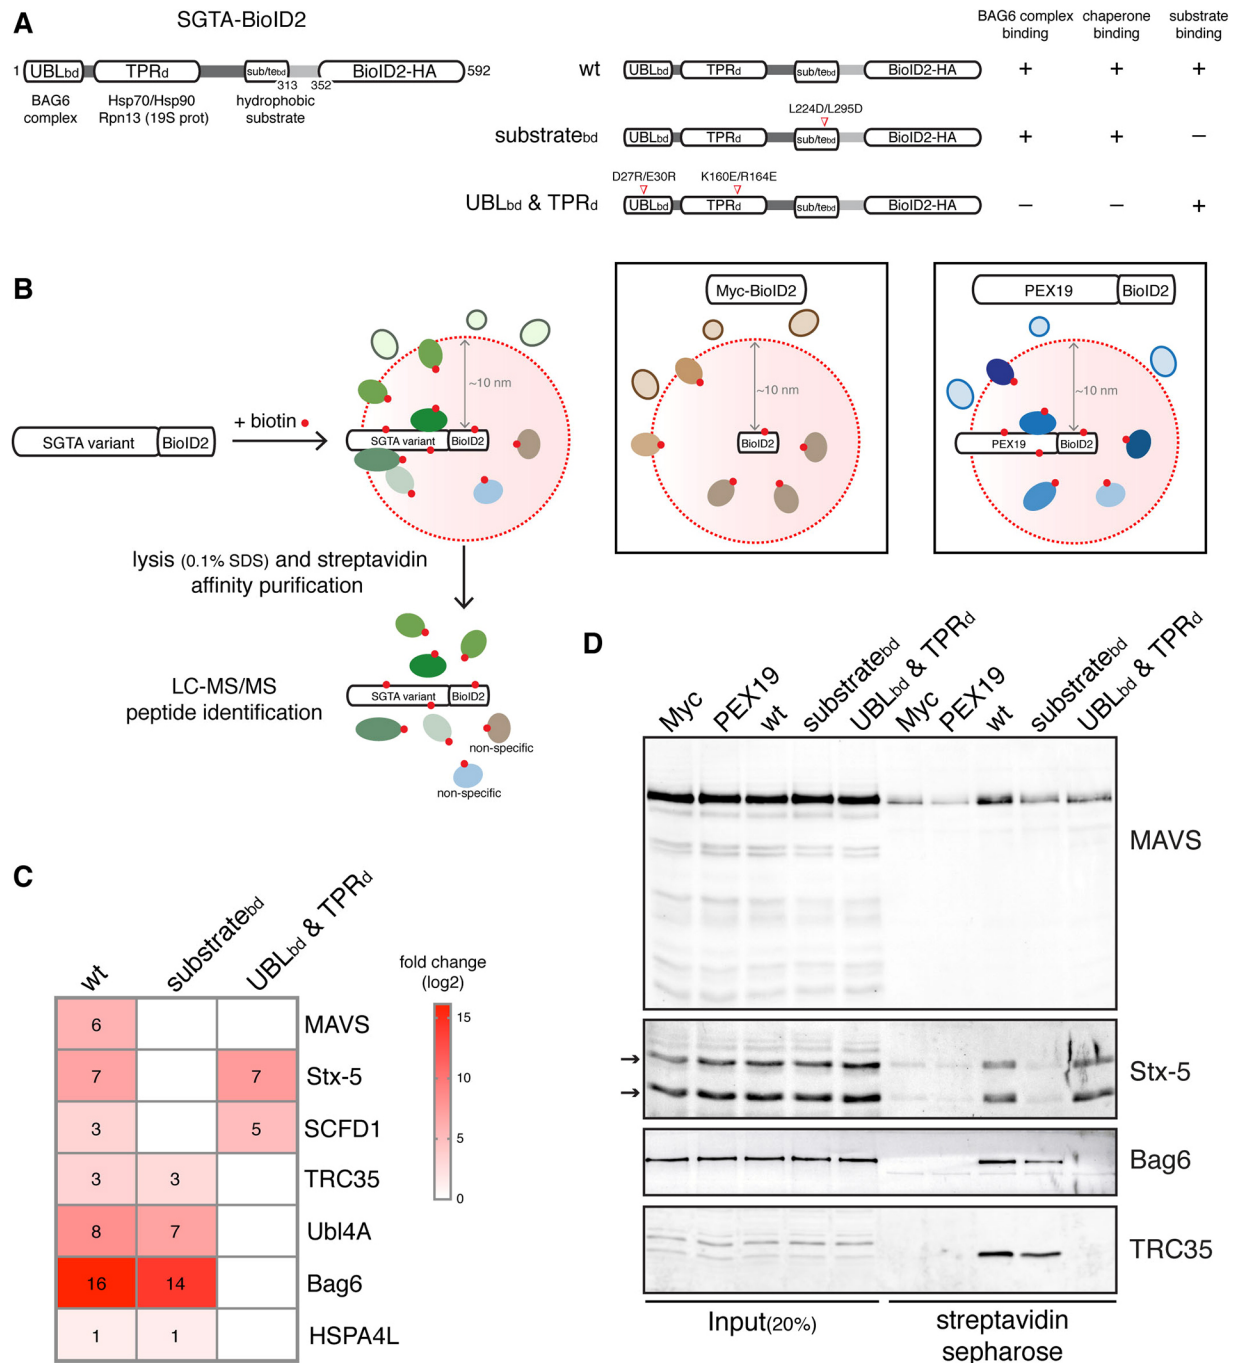 A
SGTA-BioID2
1 UBLbd TPRd sub/tebd BioID2-HA 592
313 352
BAG6 complex
Hsp70/Hsp90
Rpn13 (19S prot)
hydrophobic substrate
BAG6 complex binding
chaperone binding
substrate binding
wt UBLbd TPRd sub/tebd BioID2-HA + + +
L224D/L295D
substratebd UBLbd TPRd sub/tebd BioID2-HA + + −
D27R/E30R K160E/R164E
UBLbd & TPRd UBLbd TPRd sub/tebd BioID2-HA − − +
B
SGTA variant BioID2
+ biotin
~10 nm
SGTA variant BioID2
lysis (0.1% SDS) and streptavidin
affinity purification
LC-MS/MS
peptide identification
SGTA variant BioID2
non-specific
non-specific
Myc-BioID2
~10 nm
BioID2
PEX19 BioID2
~10 nm
PEX19 BioID2
C
wt substratebd UBLbd & TPRd
6 MAVS
7 7 Stx-5
3 5 SCFD1
3 3 TRC35
8 7 Ubl4A
16 14 Bag6
1 1 HSPA4L
fold change
(log2)
15
10
5
0
D
Myc PEX19 wt substratebd UBLbd & TPRd Myc PEX19 wt substratebd UBLbd & TPRd
MAVS
Stx-5
Bag6
TRC35
Input(20%)
streptavidin
sepharose